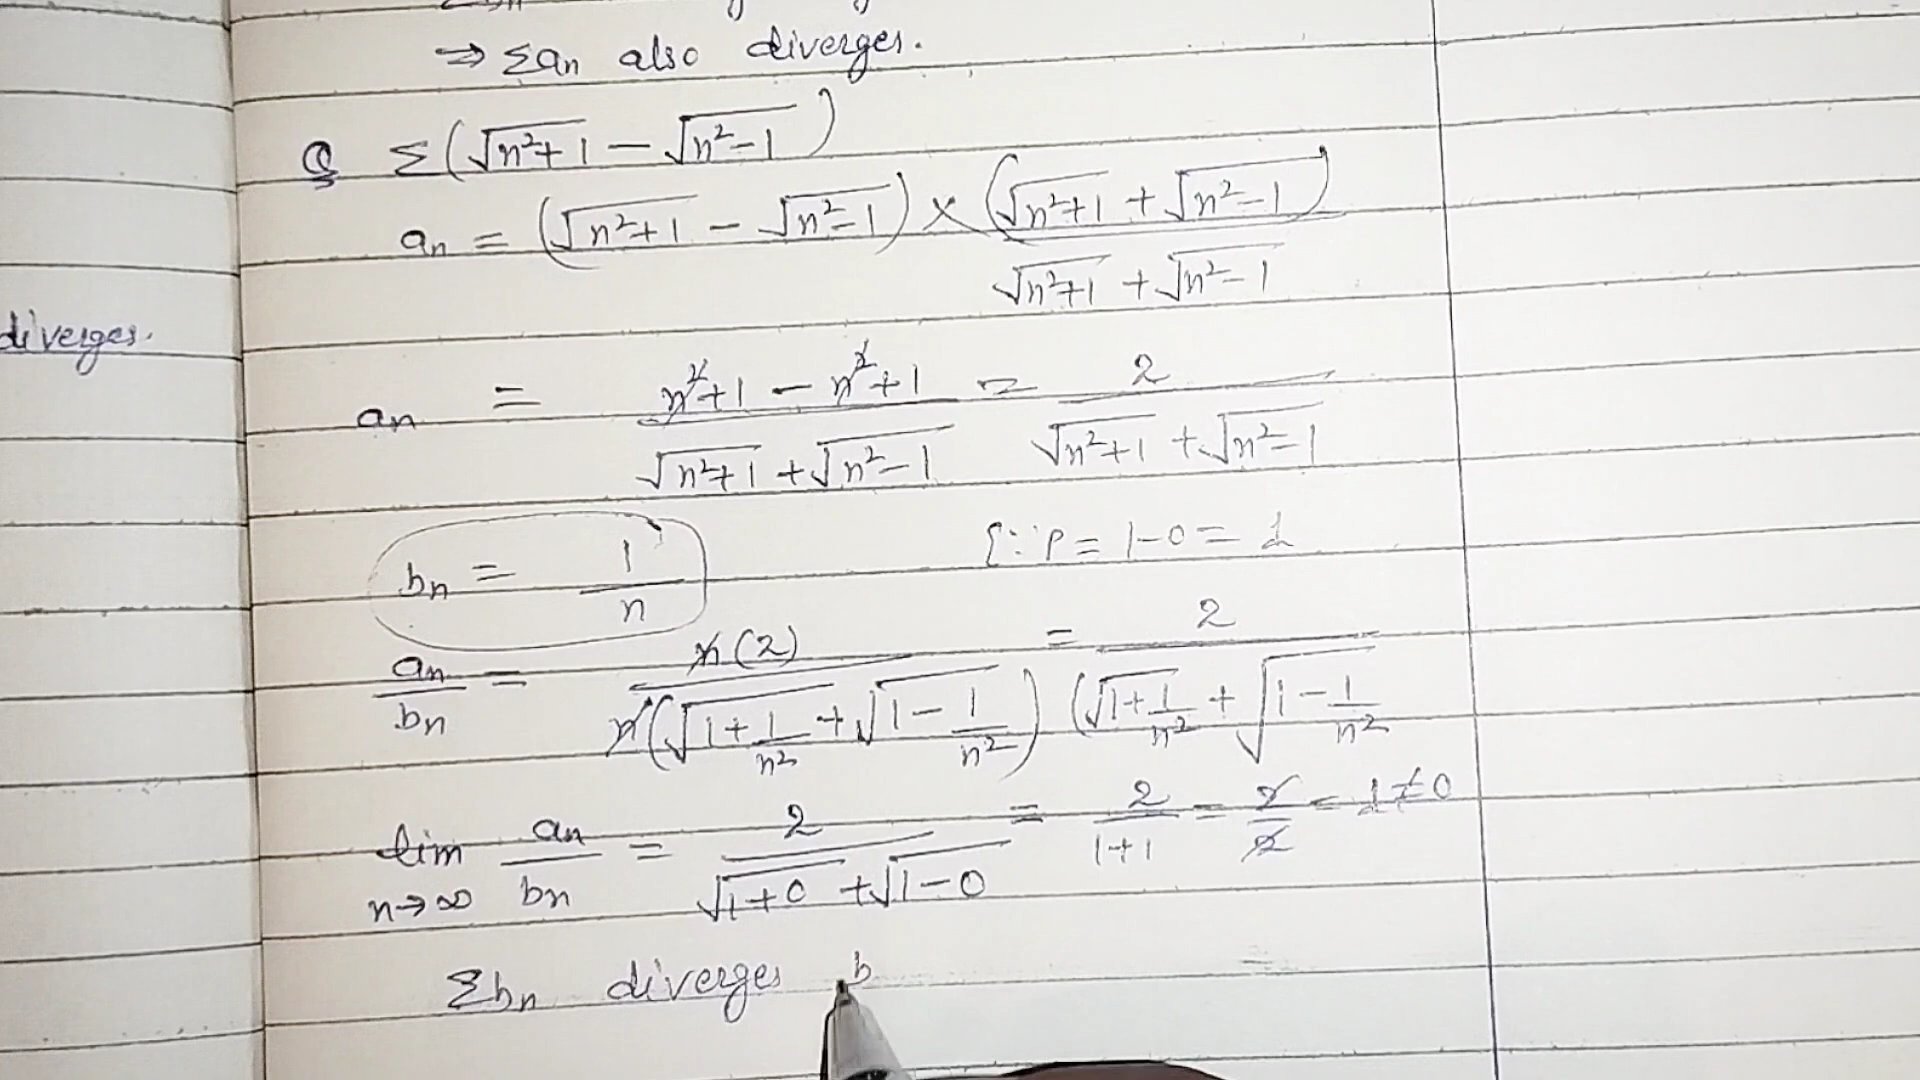 ⇒ Σan also diverges.
Q Σ(√n²+1 − √n²−1)
an = (√n²+1 − √n²−1) × (√n²+1 + √n²−1)
√n²+1 + √n²−1
diverges.
an = n²+1 − n²+1 = 2
√n²+1 + √n²−1 √n²+1 + √n²−1
bn = 1/n {∵ p = 1−0 = 1
an/bn = n(2) = 2
n(√1+1/n² + √1−1/n²) (√1+1/n² + √1−1/n²
lim n→∞ an/bn = 2/√1+0 + √1−0 = 2/1+1 = 2/2 = 1 ≠ 0
Σbn diverges b